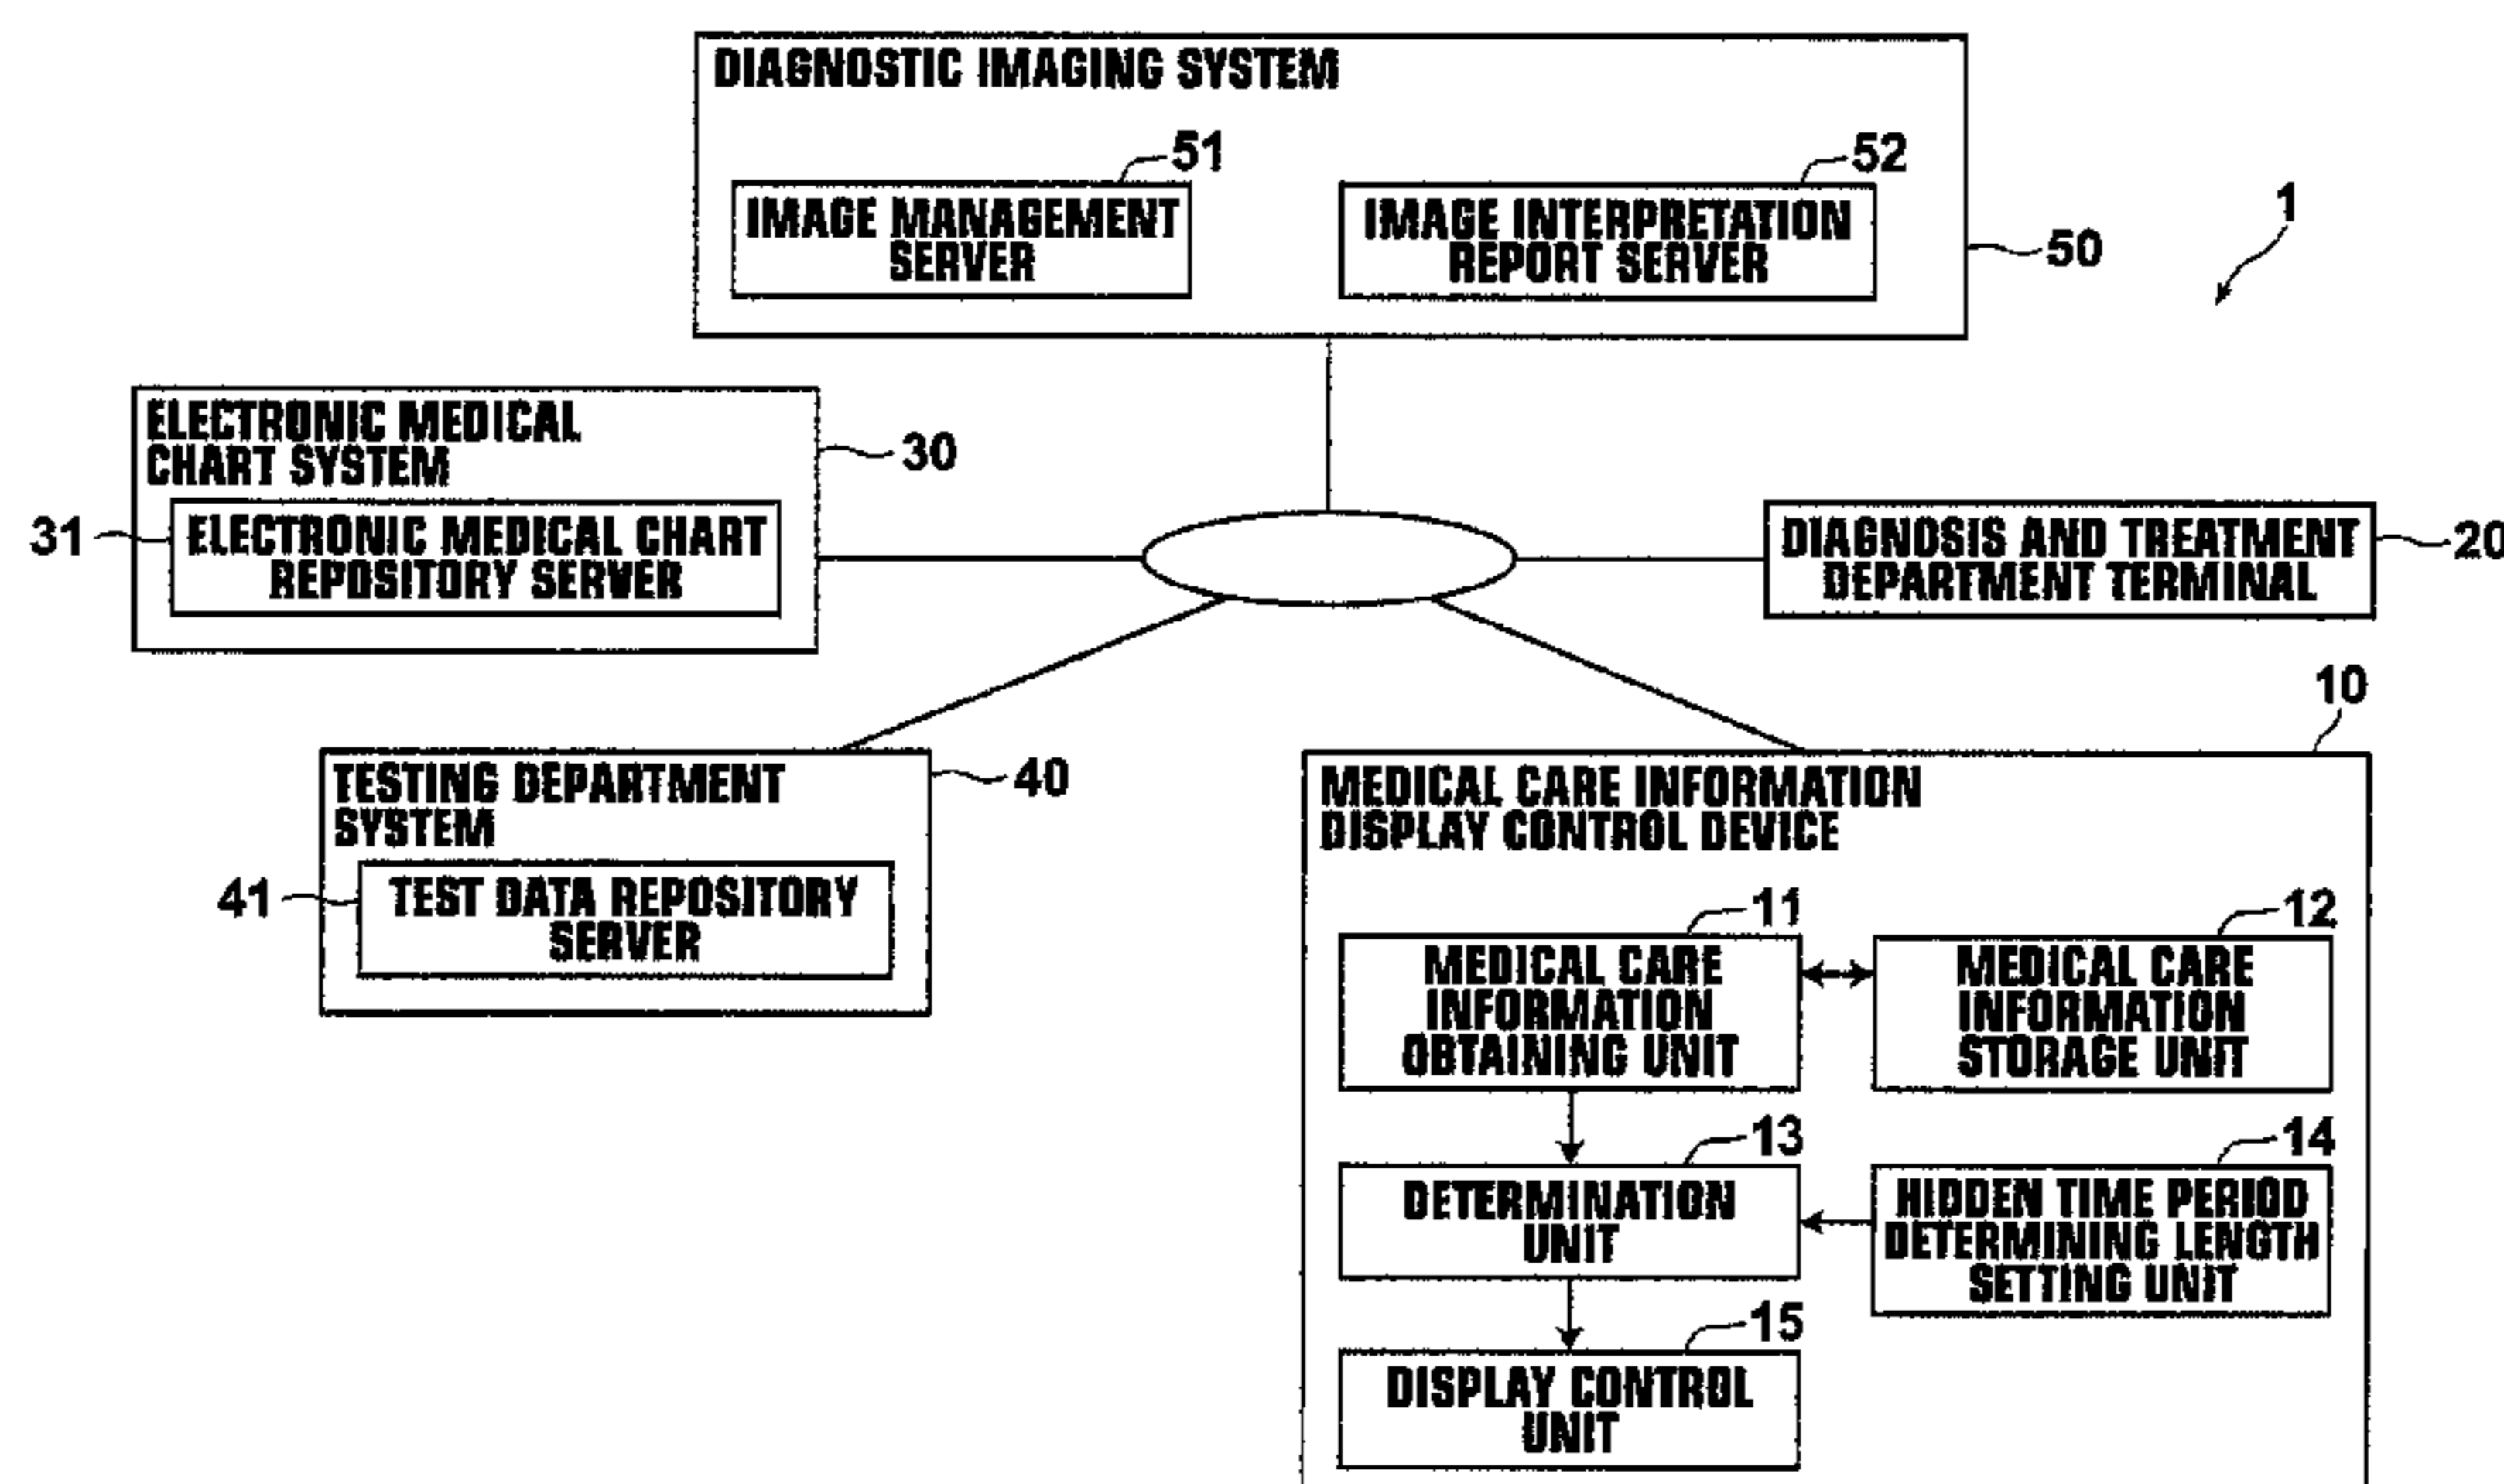 DIAGNOSTIC IMAGING SYSTEM
51
52
IMAGE MANAGEMENT
SERVER
IMAGE INTERPRETATION
REPORT SERVER
1
50
ELECTRONIC MEDICAL
CHART SYSTEM
30
31
ELECTRONIC MEDICAL CHART
REPOSITORY SERVER
DIAGNOSIS AND TREATMENT
DEPARTMENT TERMINAL
20
10
TESTING DEPARTMENT
SYSTEM
40
41
TEST DATA REPOSITORY
SERVER
MEDICAL CARE INFORMATION
DISPLAY CONTROL DEVICE
11
12
MEDICAL CARE
INFORMATION
OBTAINING UNIT
MEDICAL CARE
INFORMATION
STORAGE UNIT
13
14
DETERMINATION
UNIT
HIDDEN TIME PERIOD
DETERMINING LENGTH
SETTING UNIT
15
DISPLAY CONTROL
UNIT